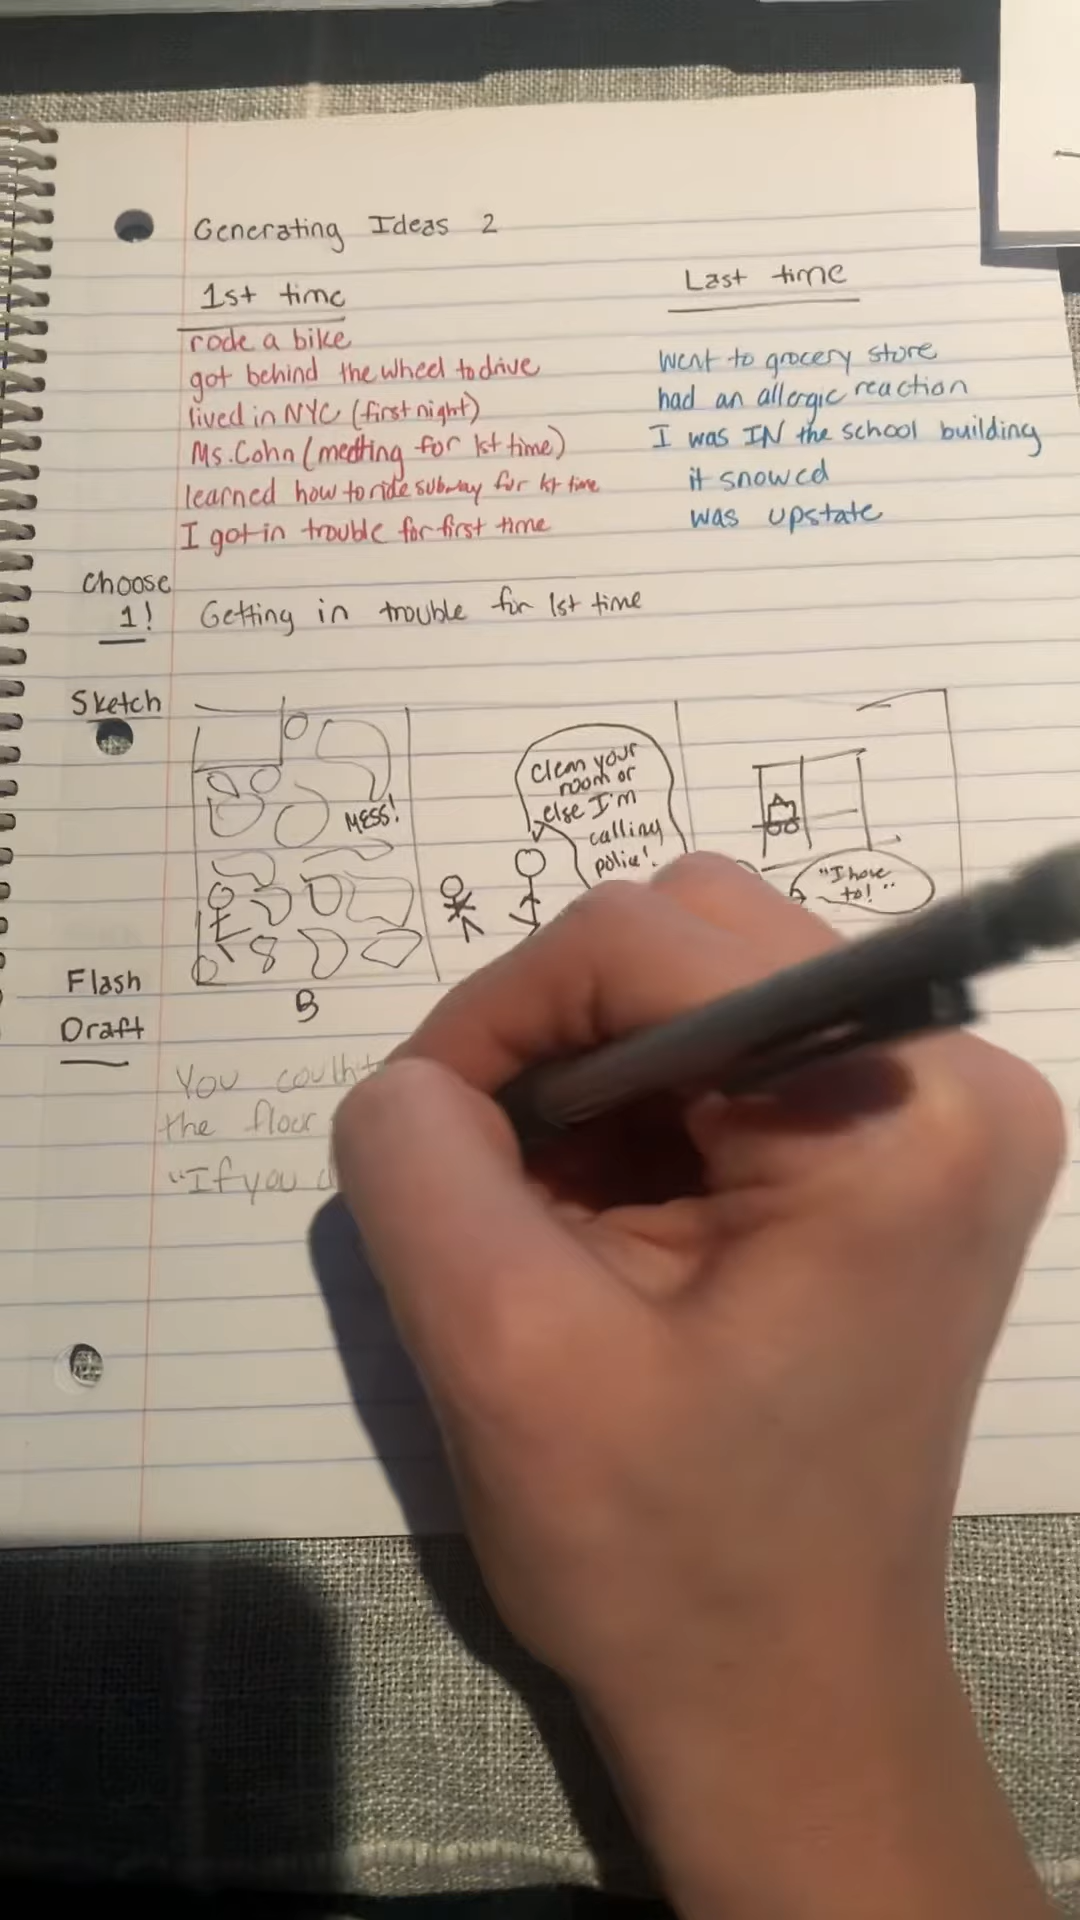 Generating Ideas 2
1st time
Last time
rode a bike
got behind the wheel to drive
lived in NYC (first night)
Ms. Cohn (meeting for 1st time)
learned how to ride subway for 1st time
I got in trouble for first time
Went to grocery store
had an allergic reaction
I was IN the school building
it snowed
was upstate
Choose
1!
Getting in trouble for 1st time
Sketch
MESS!
Clean your
room or
else I'm
calling
police!
"I have
to!"
B
Flash
Draft
You
the floor
"If you